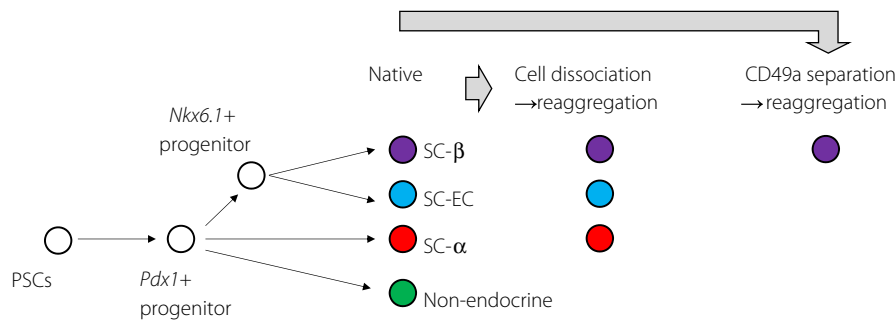 Native
Cell dissociation
→reaggregation
CD49a separation
→reaggregation
Nkx6.1+
progenitor
SC-β
SC-EC
SC-α
PSCs
Pdx1+
progenitor
Non-endocrine